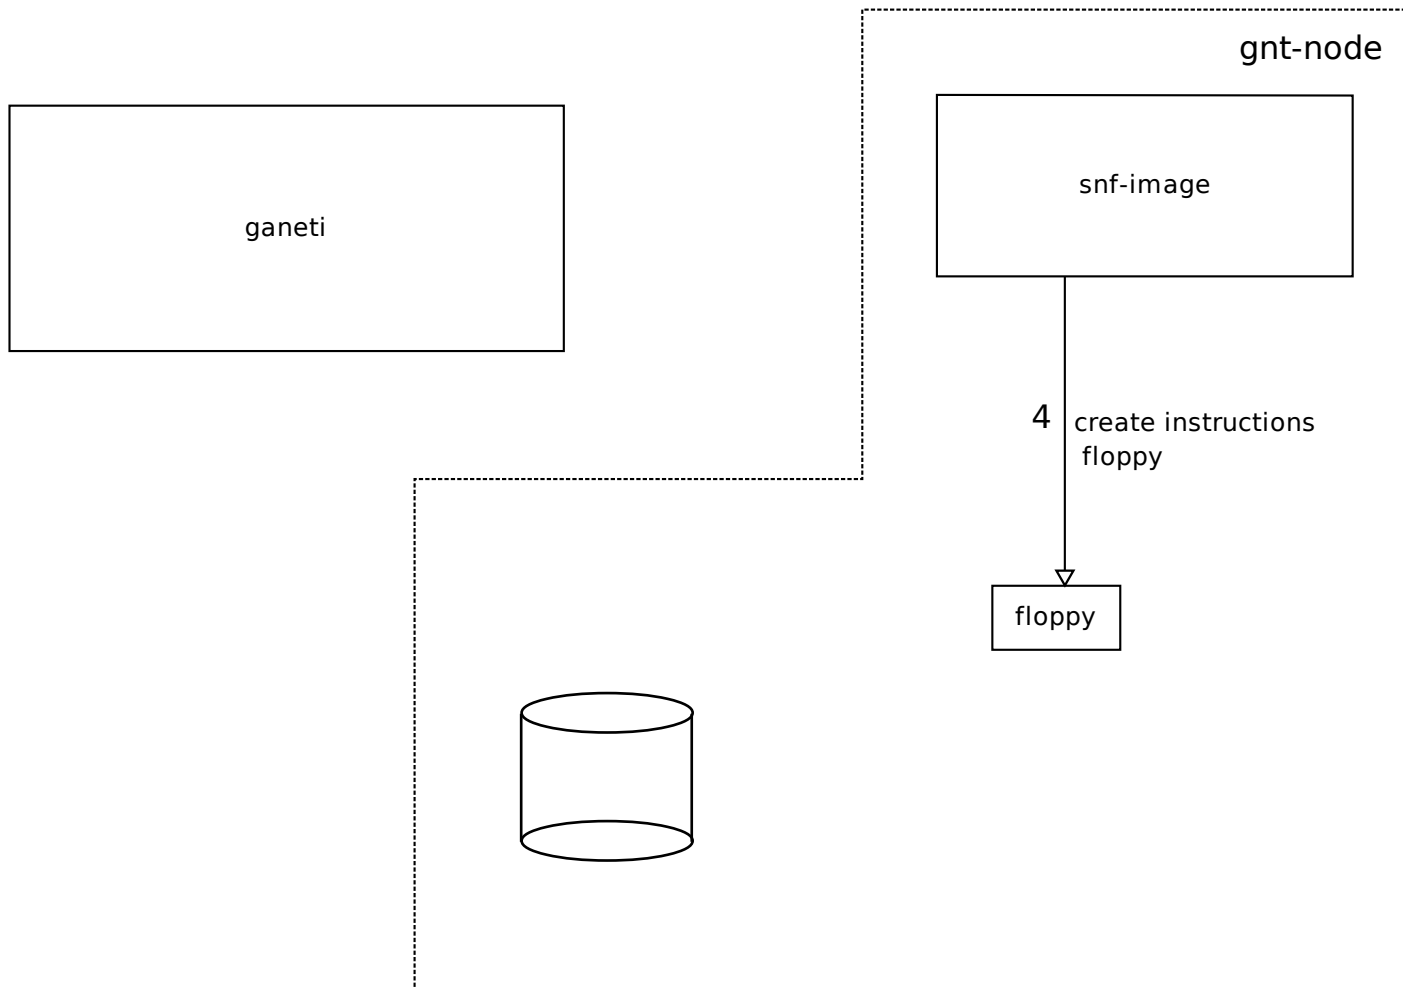 gnt-node
snf-image
ganeti
4
create instructions
floppy
floppy